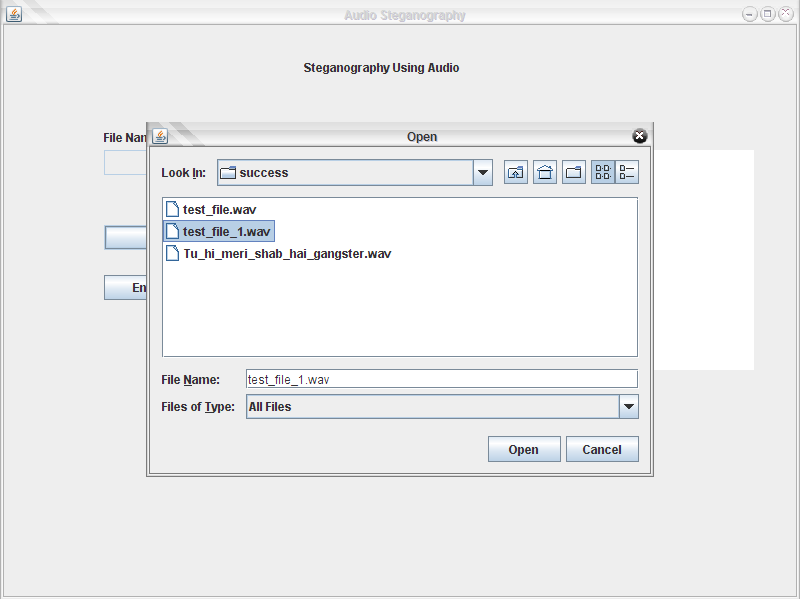 Audio Steganography
Steganography Using Audio
File Nam
Open
Look In: success
test_file.wav
test_file_1.wav
Tu_hi_meri_shab_hai_gangster.wav
En
File Name: test_file_1.wav
Files of Type: All Files
Open Cancel